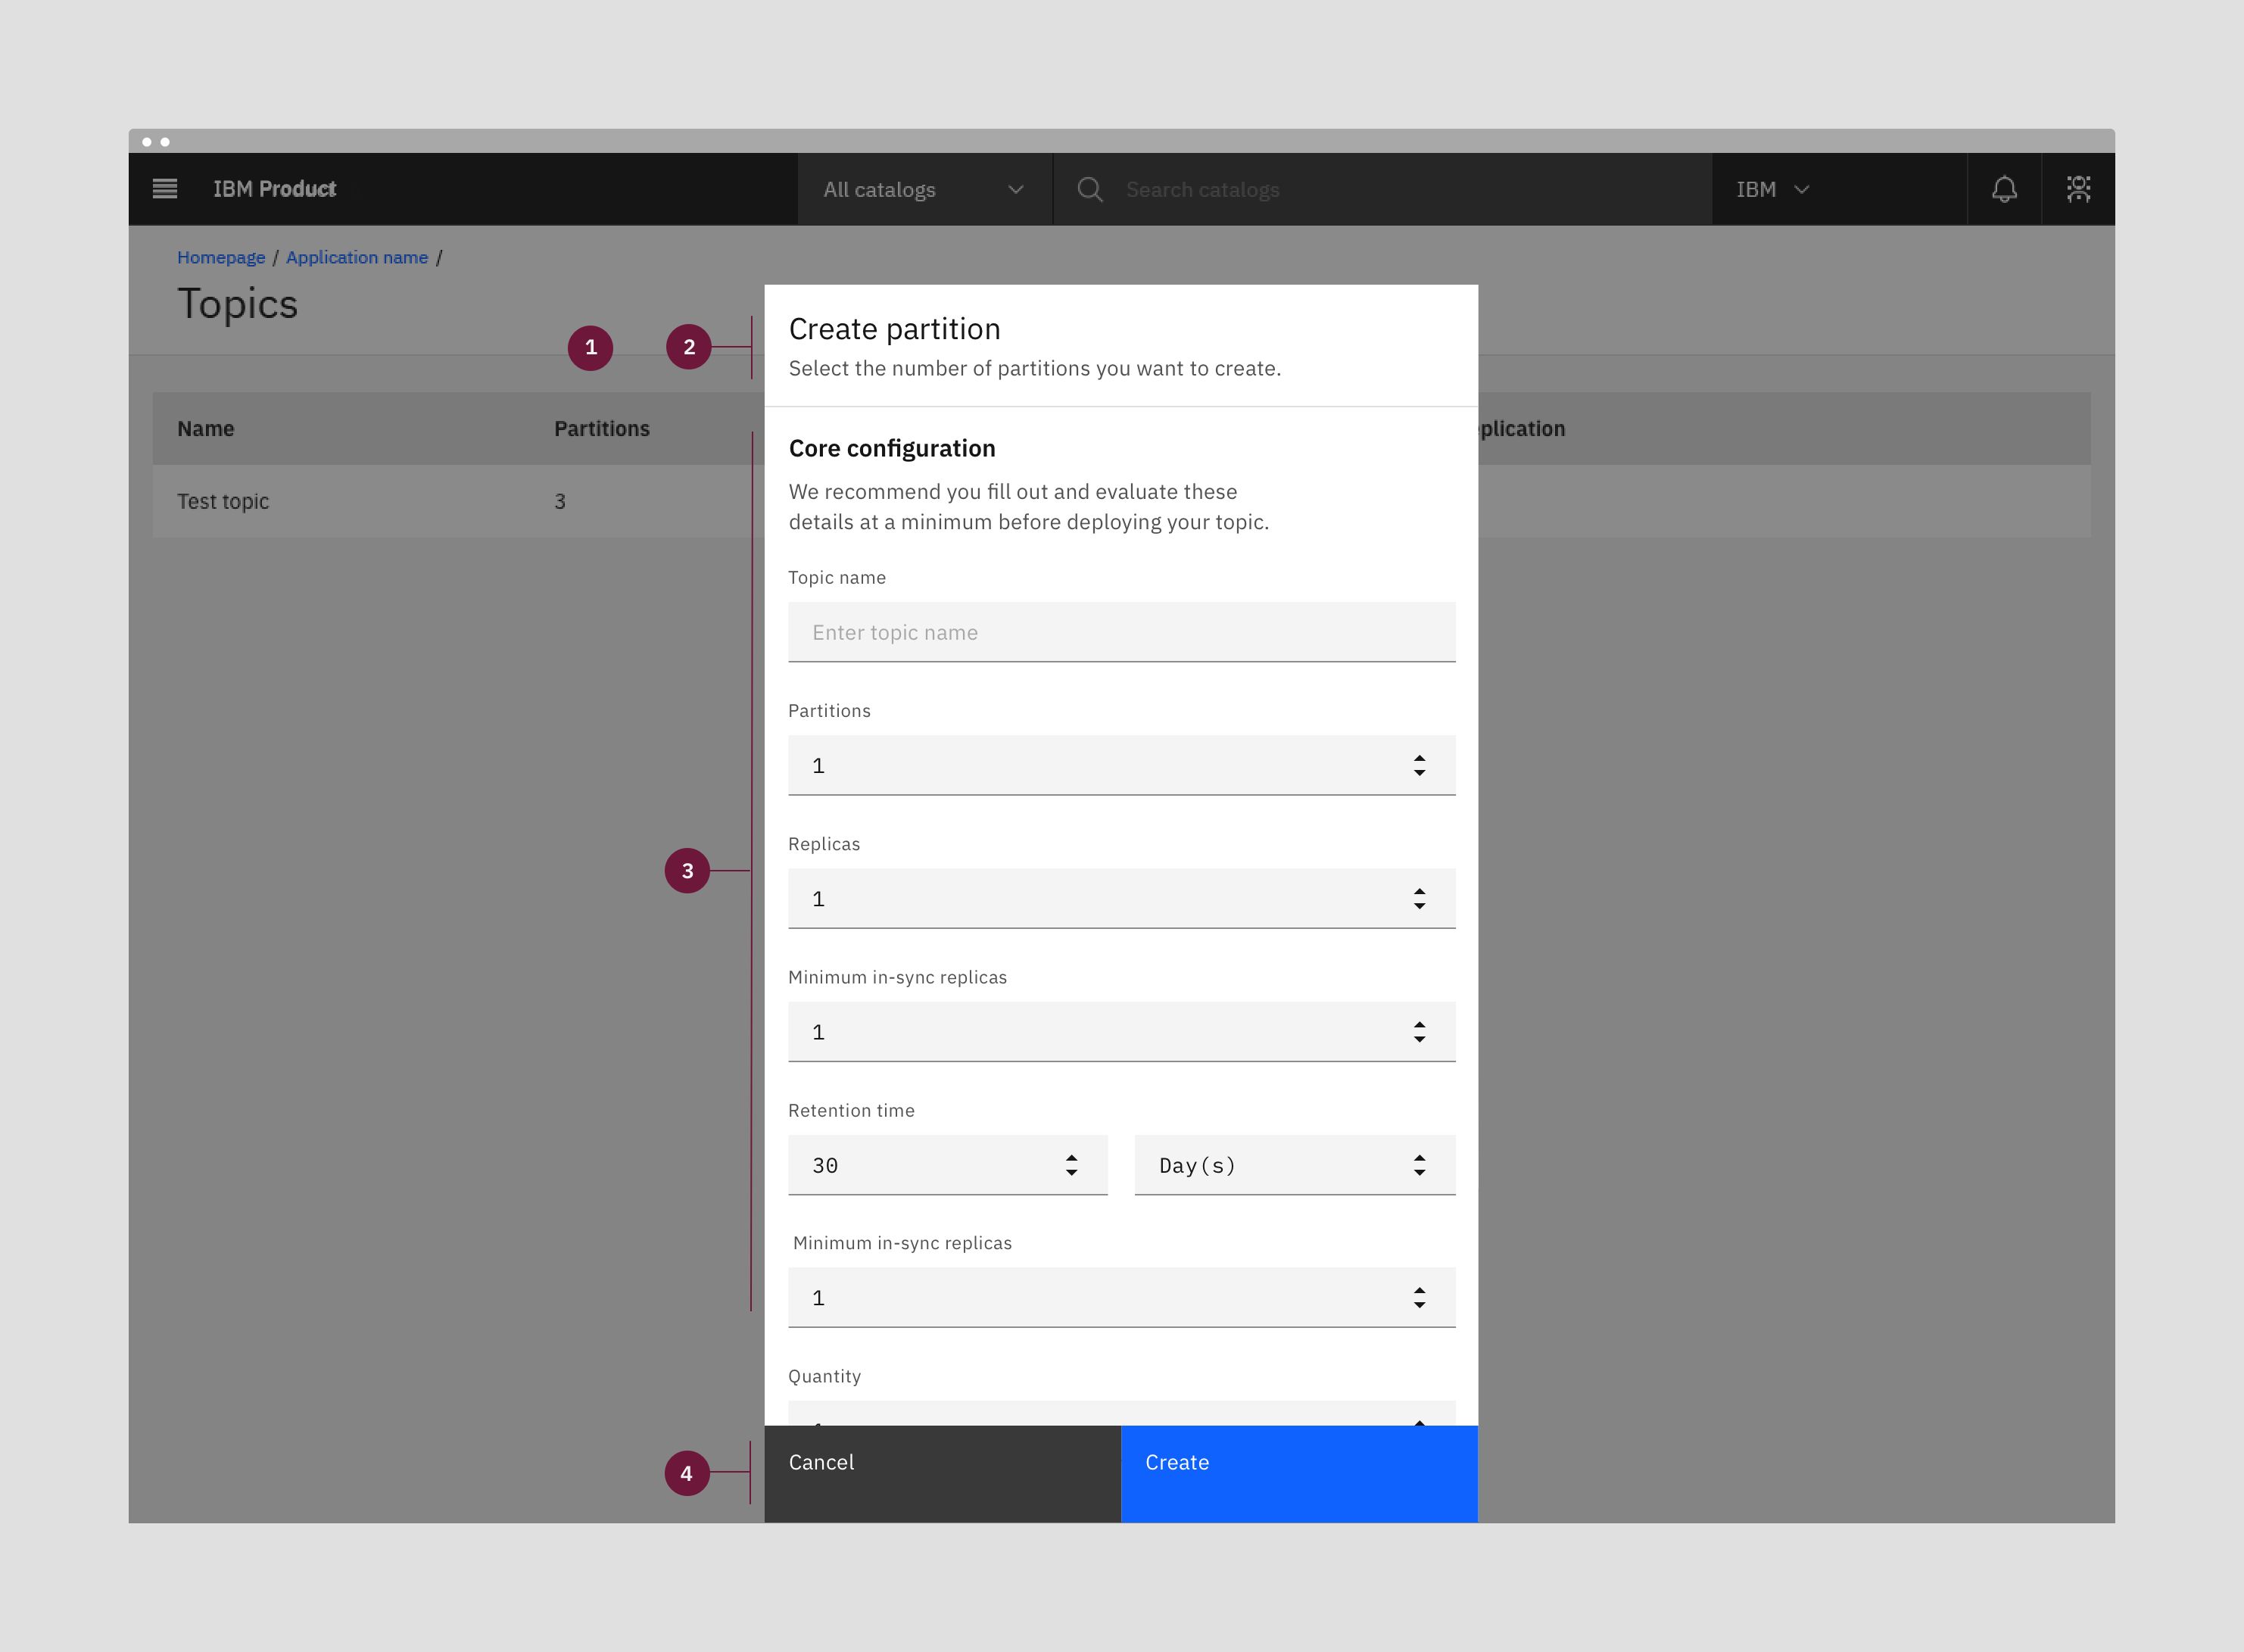 IBM Product
All catalogs
Search catalogs
IBM
Homepage / Application name /
Topics
1
2
Create partition
Select the number of partitions you want to create.
Name
Partitions
plication
Test topic
3
Core configuration
We recommend you fill out and evaluate these
details at a minimum before deploying your topic.
Topic name
Enter topic name
Partitions
1
Replicas
3
1
Minimum in-sync replicas
1
Retention time
30
Day(s)
Minimum in-sync replicas
1
Quantity
4
Cancel
Create